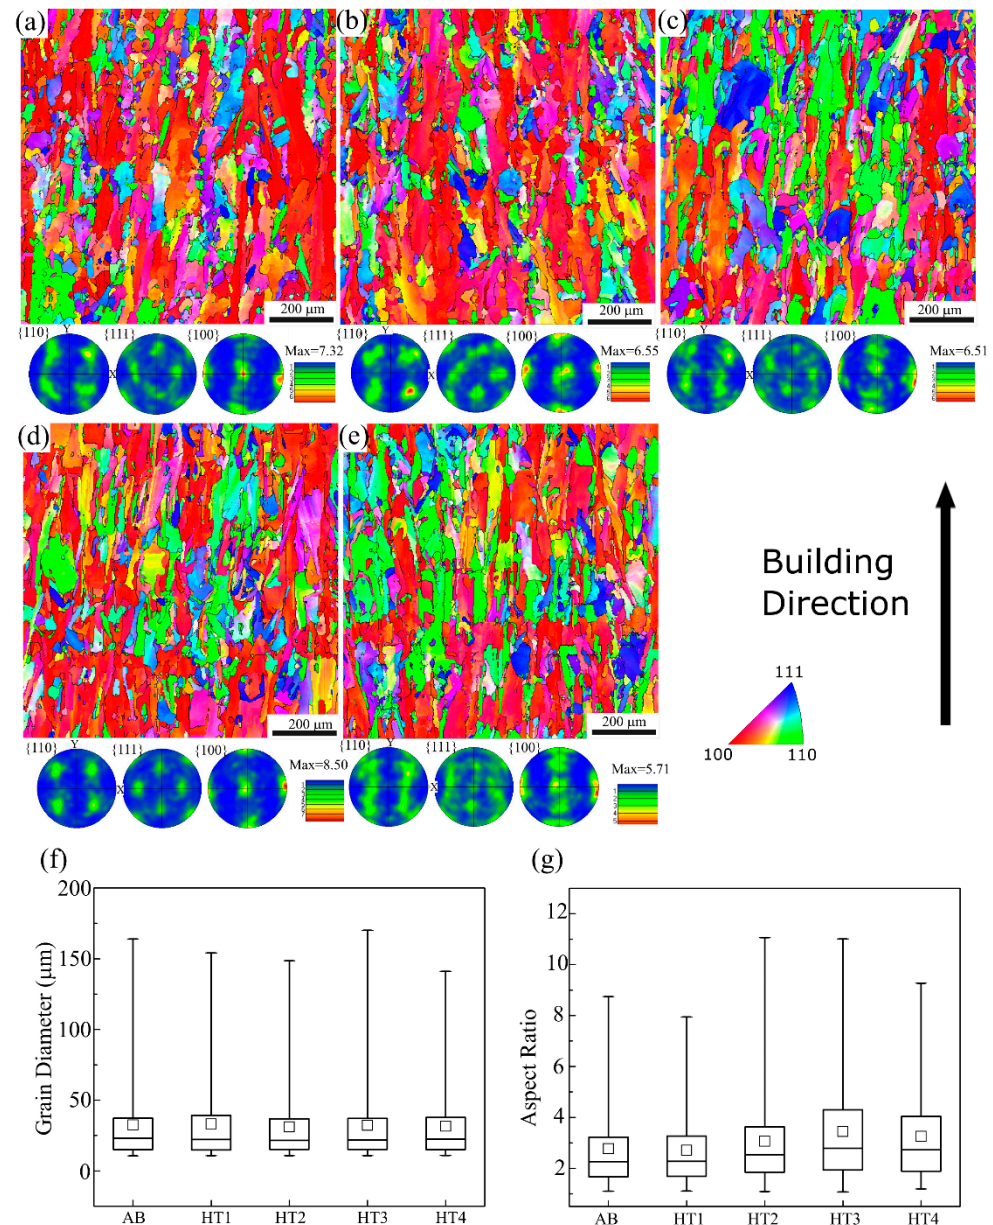 (a) (b) (c)
200 µm 200 µm 200 µm
{110} Y {111} {100} Max=7.32 X
{110} Y {111} {100} Max=6.55 X
{110} Y {111} {100} Max=6.51 X
(d) (e)
200 µm 200 µm
{110} Y {111} {100} Max=8.50 X
{110} Y {111} {100} Max=5.71 X
Building
Direction
111
100 110
(f)
Grain Diameter (µm)
200
150
100
50
0
AB HT1 HT2 HT3 HT4
(g)
Aspect Ratio
12
10
8
6
4
2
AB HT1 HT2 HT3 HT4